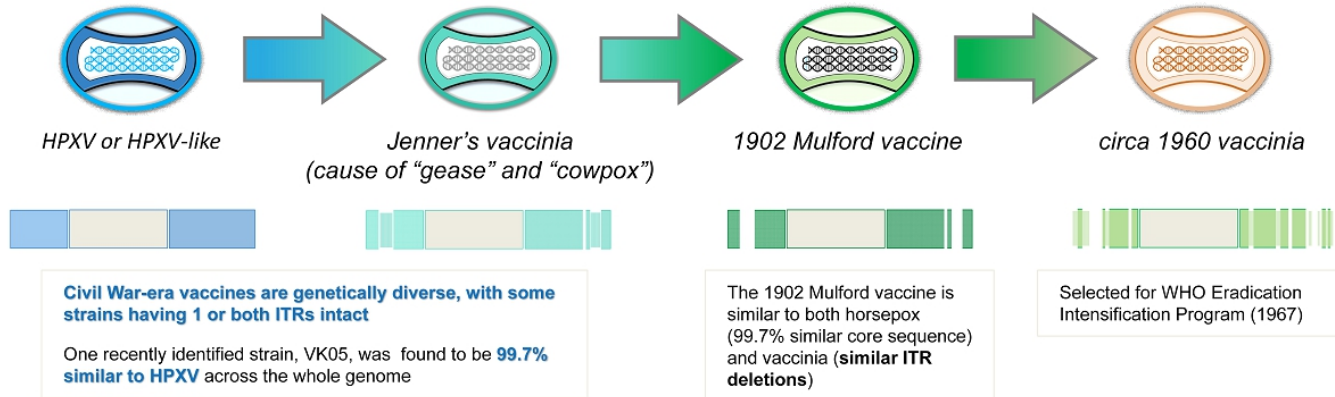 HPXV or HPXV-like
Jenner's vaccinia
(cause of "gease" and "cowpox")
1902 Mulford vaccine
circa 1960 vaccinia
Civil War-era vaccines are genetically diverse, with some
strains having 1 or both ITRs intact
One recently identified strain, VK05, was found to be 99.7%
similar to HPXV across the whole genome
The 1902 Mulford vaccine is
similar to both horsepox
(99.7% similar core sequence)
and vaccinia (similar ITR
deletions)
Selected for WHO Eradication
Intensification Program (1967)